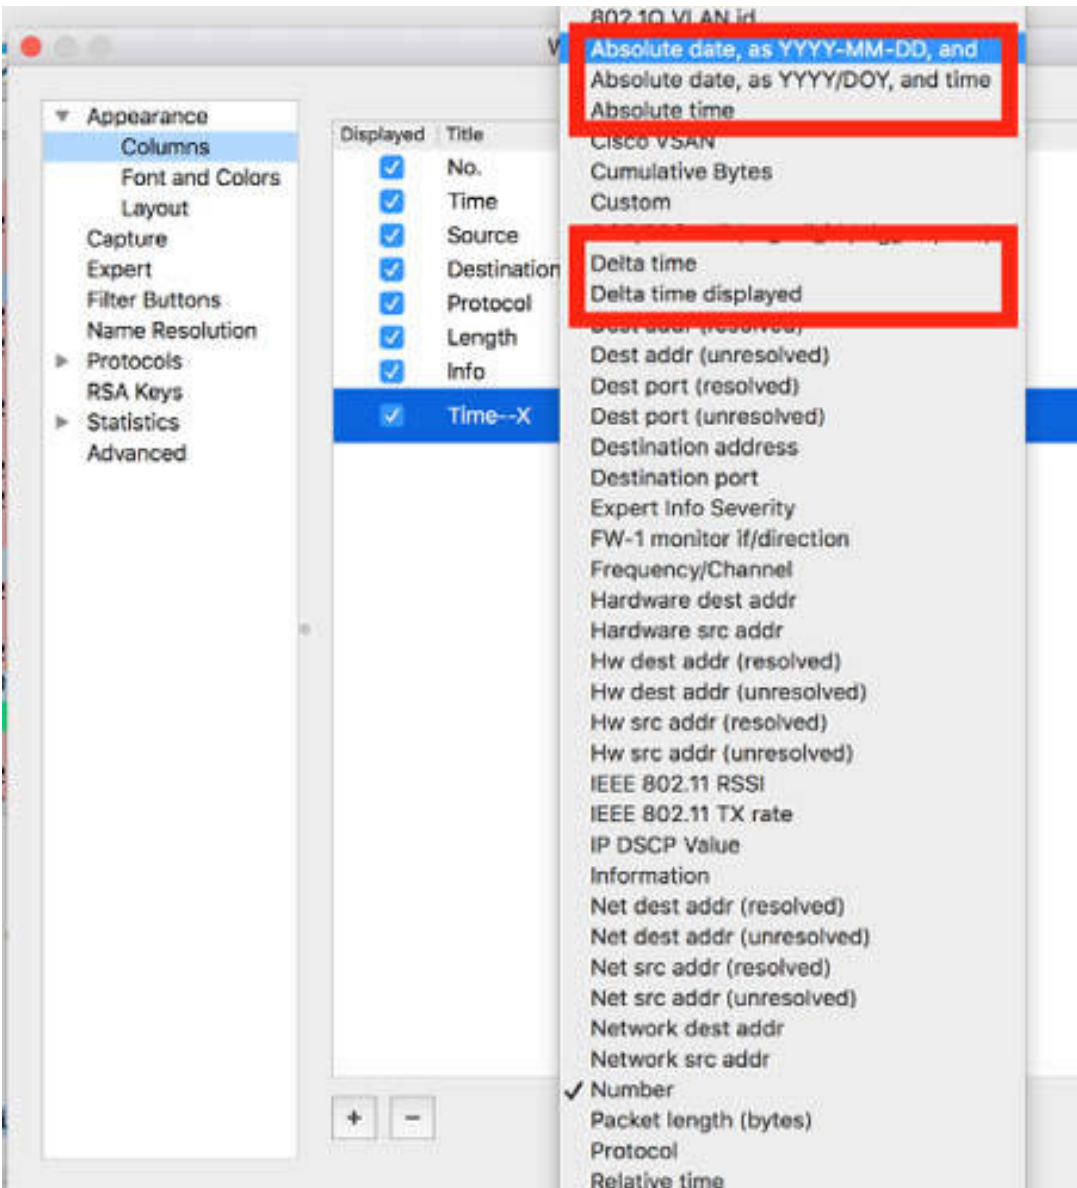 W
Appearance
Columns
Font and Colors
Layout
Capture
Expert
Filter Buttons
Name Resolution
Protocols
RSA Keys
Statistics
Advanced
Displayed Title
No.
Time
Source
Destination
Protocol
Length
Info
Time--X
+ −
802.1Q VLAN id
Absolute date, as YYYY-MM-DD, and
Absolute date, as YYYY/DOY, and time
Absolute time
Cisco VSAN
Cumulative Bytes
Custom
Delta time
Delta time displayed
Dest addr (resolved)
Dest addr (unresolved)
Dest port (resolved)
Dest port (unresolved)
Destination address
Destination port
Expert Info Severity
FW-1 monitor if/direction
Frequency/Channel
Hardware dest addr
Hardware src addr
Hw dest addr (resolved)
Hw dest addr (unresolved)
Hw src addr (resolved)
Hw src addr (unresolved)
IEEE 802.11 RSSI
IEEE 802.11 TX rate
IP DSCP Value
Information
Net dest addr (resolved)
Net dest addr (unresolved)
Net src addr (resolved)
Net src addr (unresolved)
Network dest addr
Network src addr
✓ Number
Packet length (bytes)
Protocol
Relative time